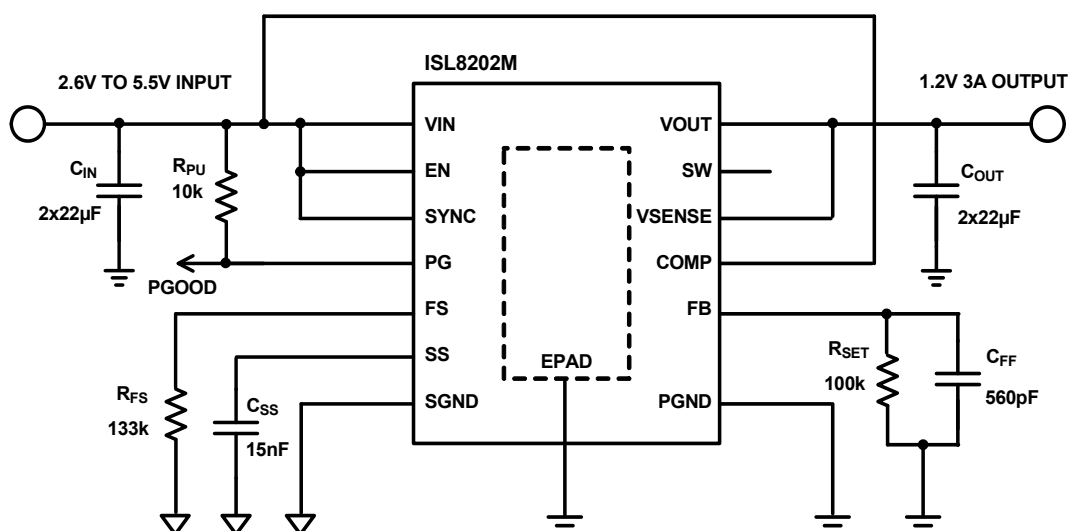 ISL8202M
2.6V TO 5.5V INPUT
1.2V 3A OUTPUT
VIN
VOUT
CIN
2x22µF
RPU
10k
EN
SW
COUT
2x22µF
SYNC
VSENSE
PG
COMP
PGOOD
FS
FB
SS
EPAD
RSET
100k
CFF
560pF
RFS
133k
CSS
15nF
SGND
PGND